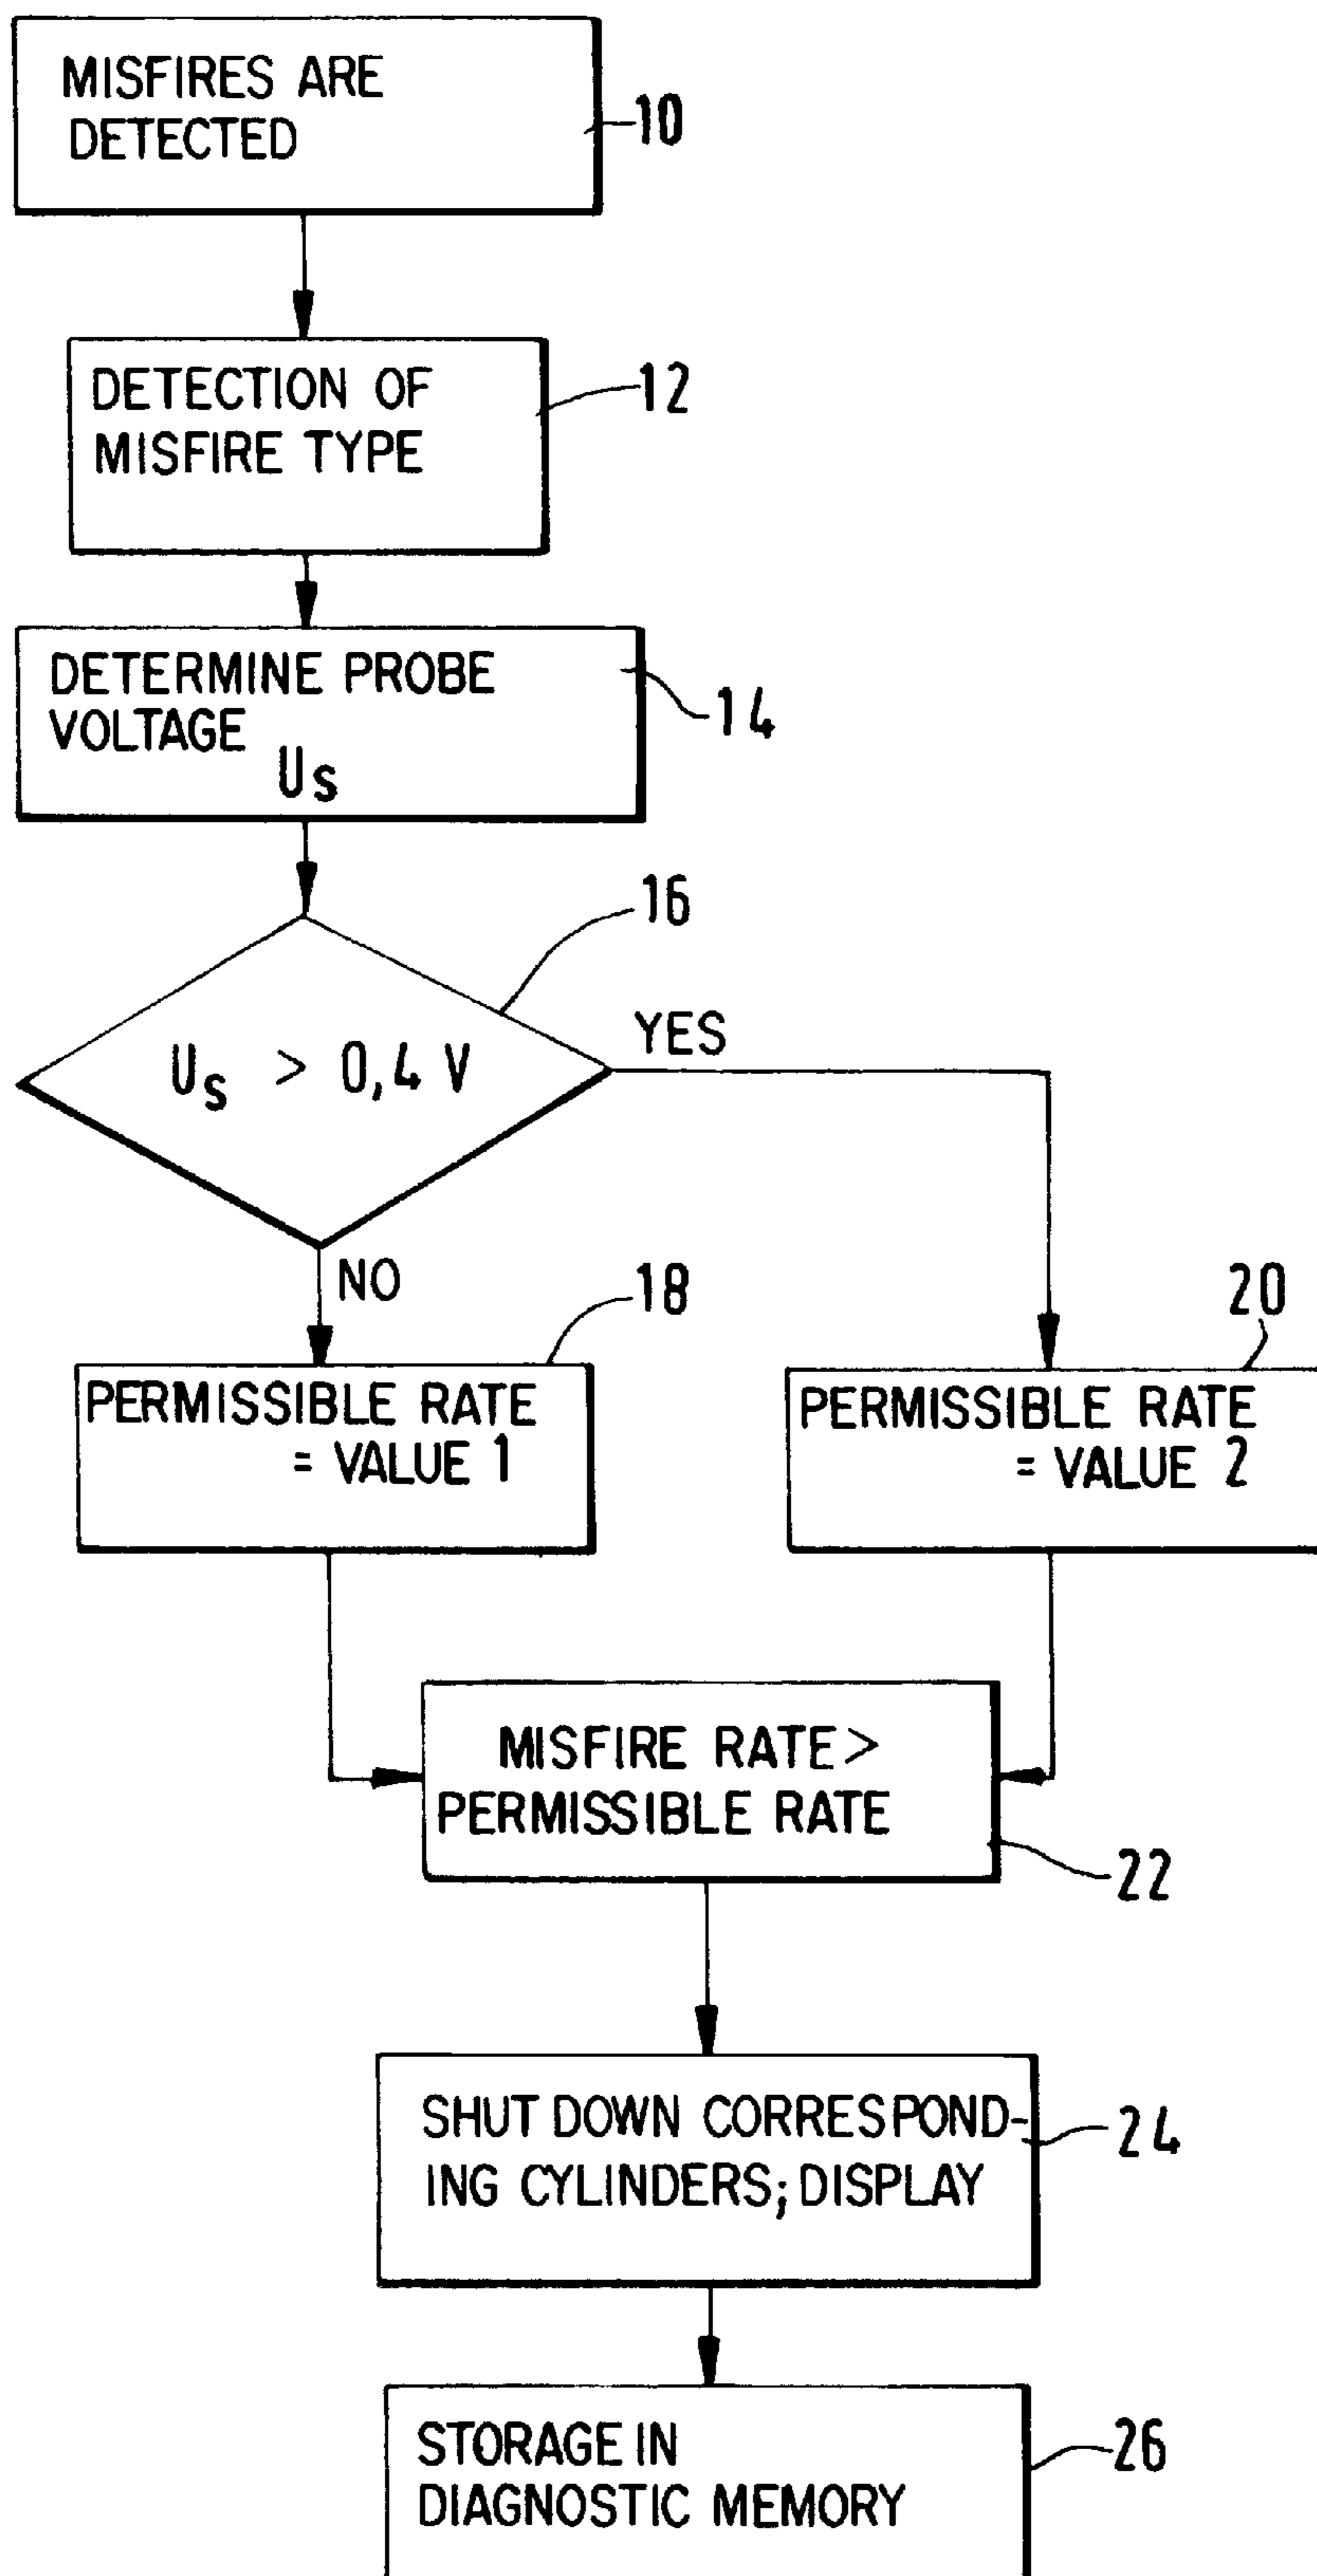 MISFIRES ARE
DETECTED
10
DETECTION OF
MISFIRE TYPE
12
DETERMINE PROBE
VOLTAGE
Us
14
16
Us > 0,4 V
YES
NO
18
20
PERMISSIBLE RATE
= VALUE 1
PERMISSIBLE RATE
= VALUE 2
MISFIRE RATE >
PERMISSIBLE RATE
22
SHUT DOWN CORRESPOND-
ING CYLINDERS; DISPLAY
24
STORAGE IN
DIAGNOSTIC MEMORY
26